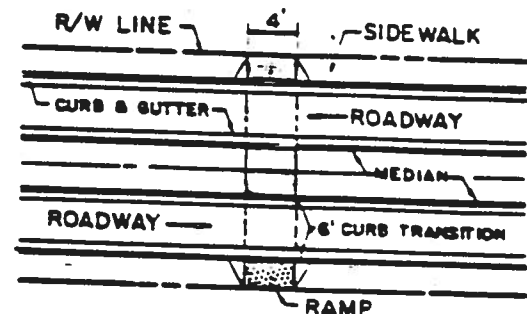 4'
R/W LINE
SIDEWALK
CURB & GUTTER
ROADWAY
MEDIAN
ROADWAY
6' CURB TRANSITION
RAMP